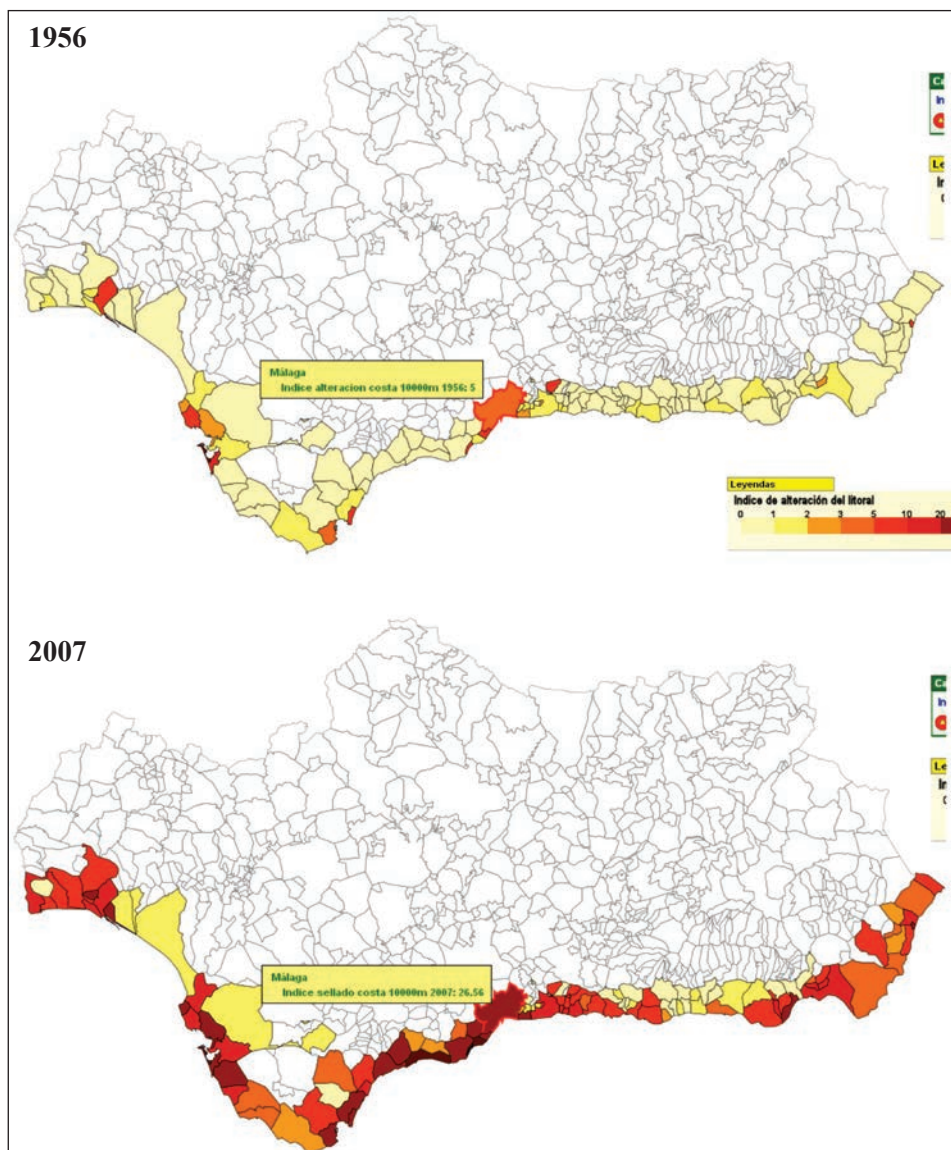 1956
Málaga
Indice alteracion costa 10000m 1956: 5
Leyendas
Indice de alteración del litoral
0 1 2 3 5 10 20
2007
Málaga
Indice sellado costa 10000m 2007: 26,56